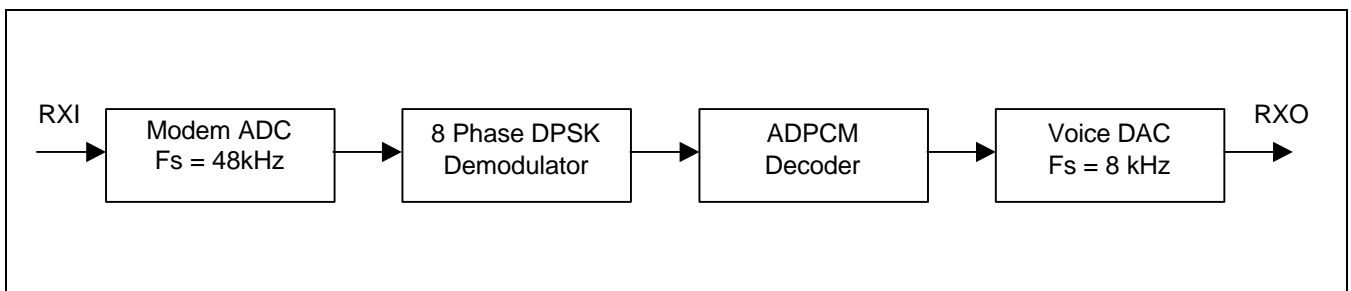 RXI
Modem ADC
Fs = 48kHz
8 Phase DPSK
Demodulator
ADPCM
Decoder
Voice DAC
Fs = 8 kHz
RXO